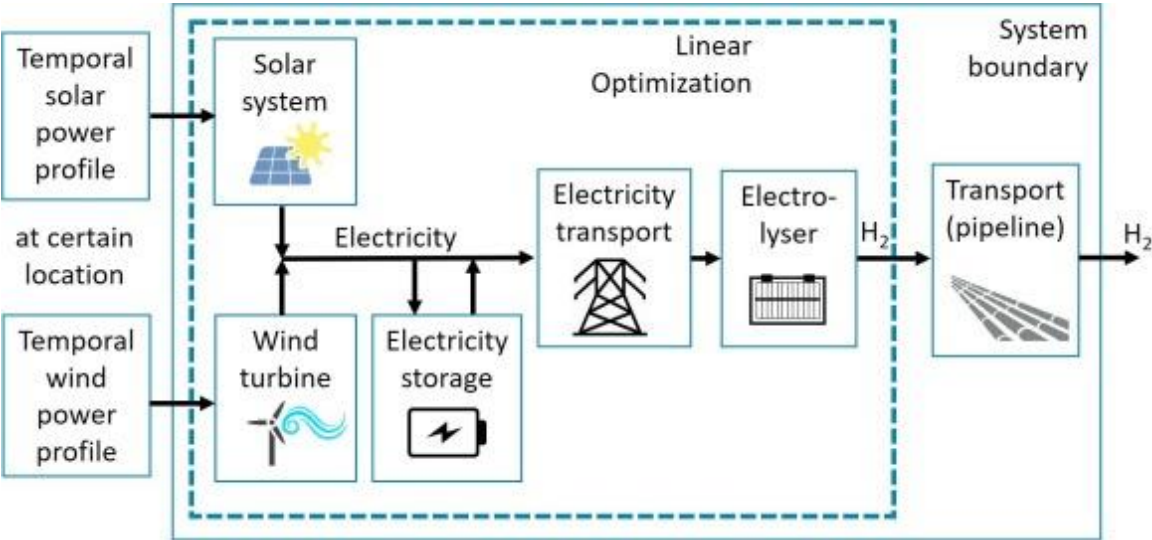 Temporal
solar
power
profile
at certain
location
Temporal
wind
power
profile
Solar
system
Linear
Optimization
System
boundary
Electricity
Wind
turbine
Electricity
storage
Electricity
transport
Electro-
lyser
H₂
Transport
(pipeline)
H₂